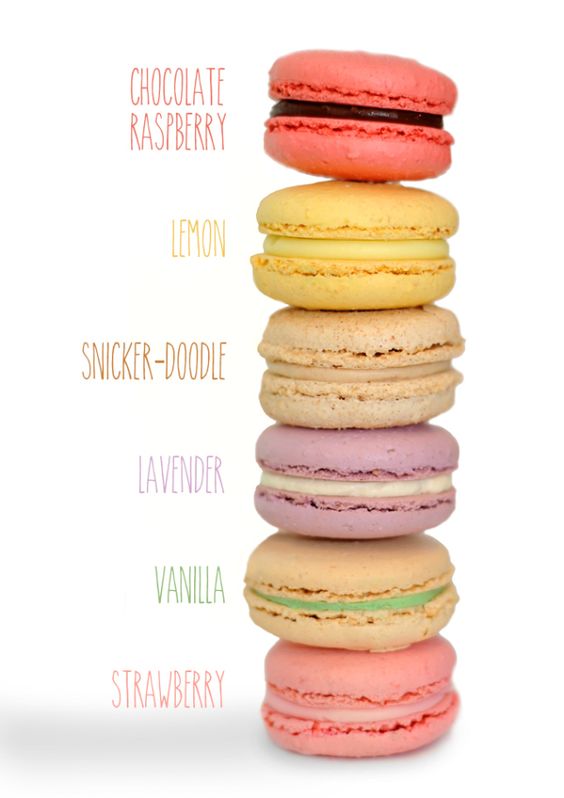 CHOCOLATE
RASPBERRY
LEMON
SNICKER-DOODLE
LAVENDER
VANILLA
STRAWBERRY